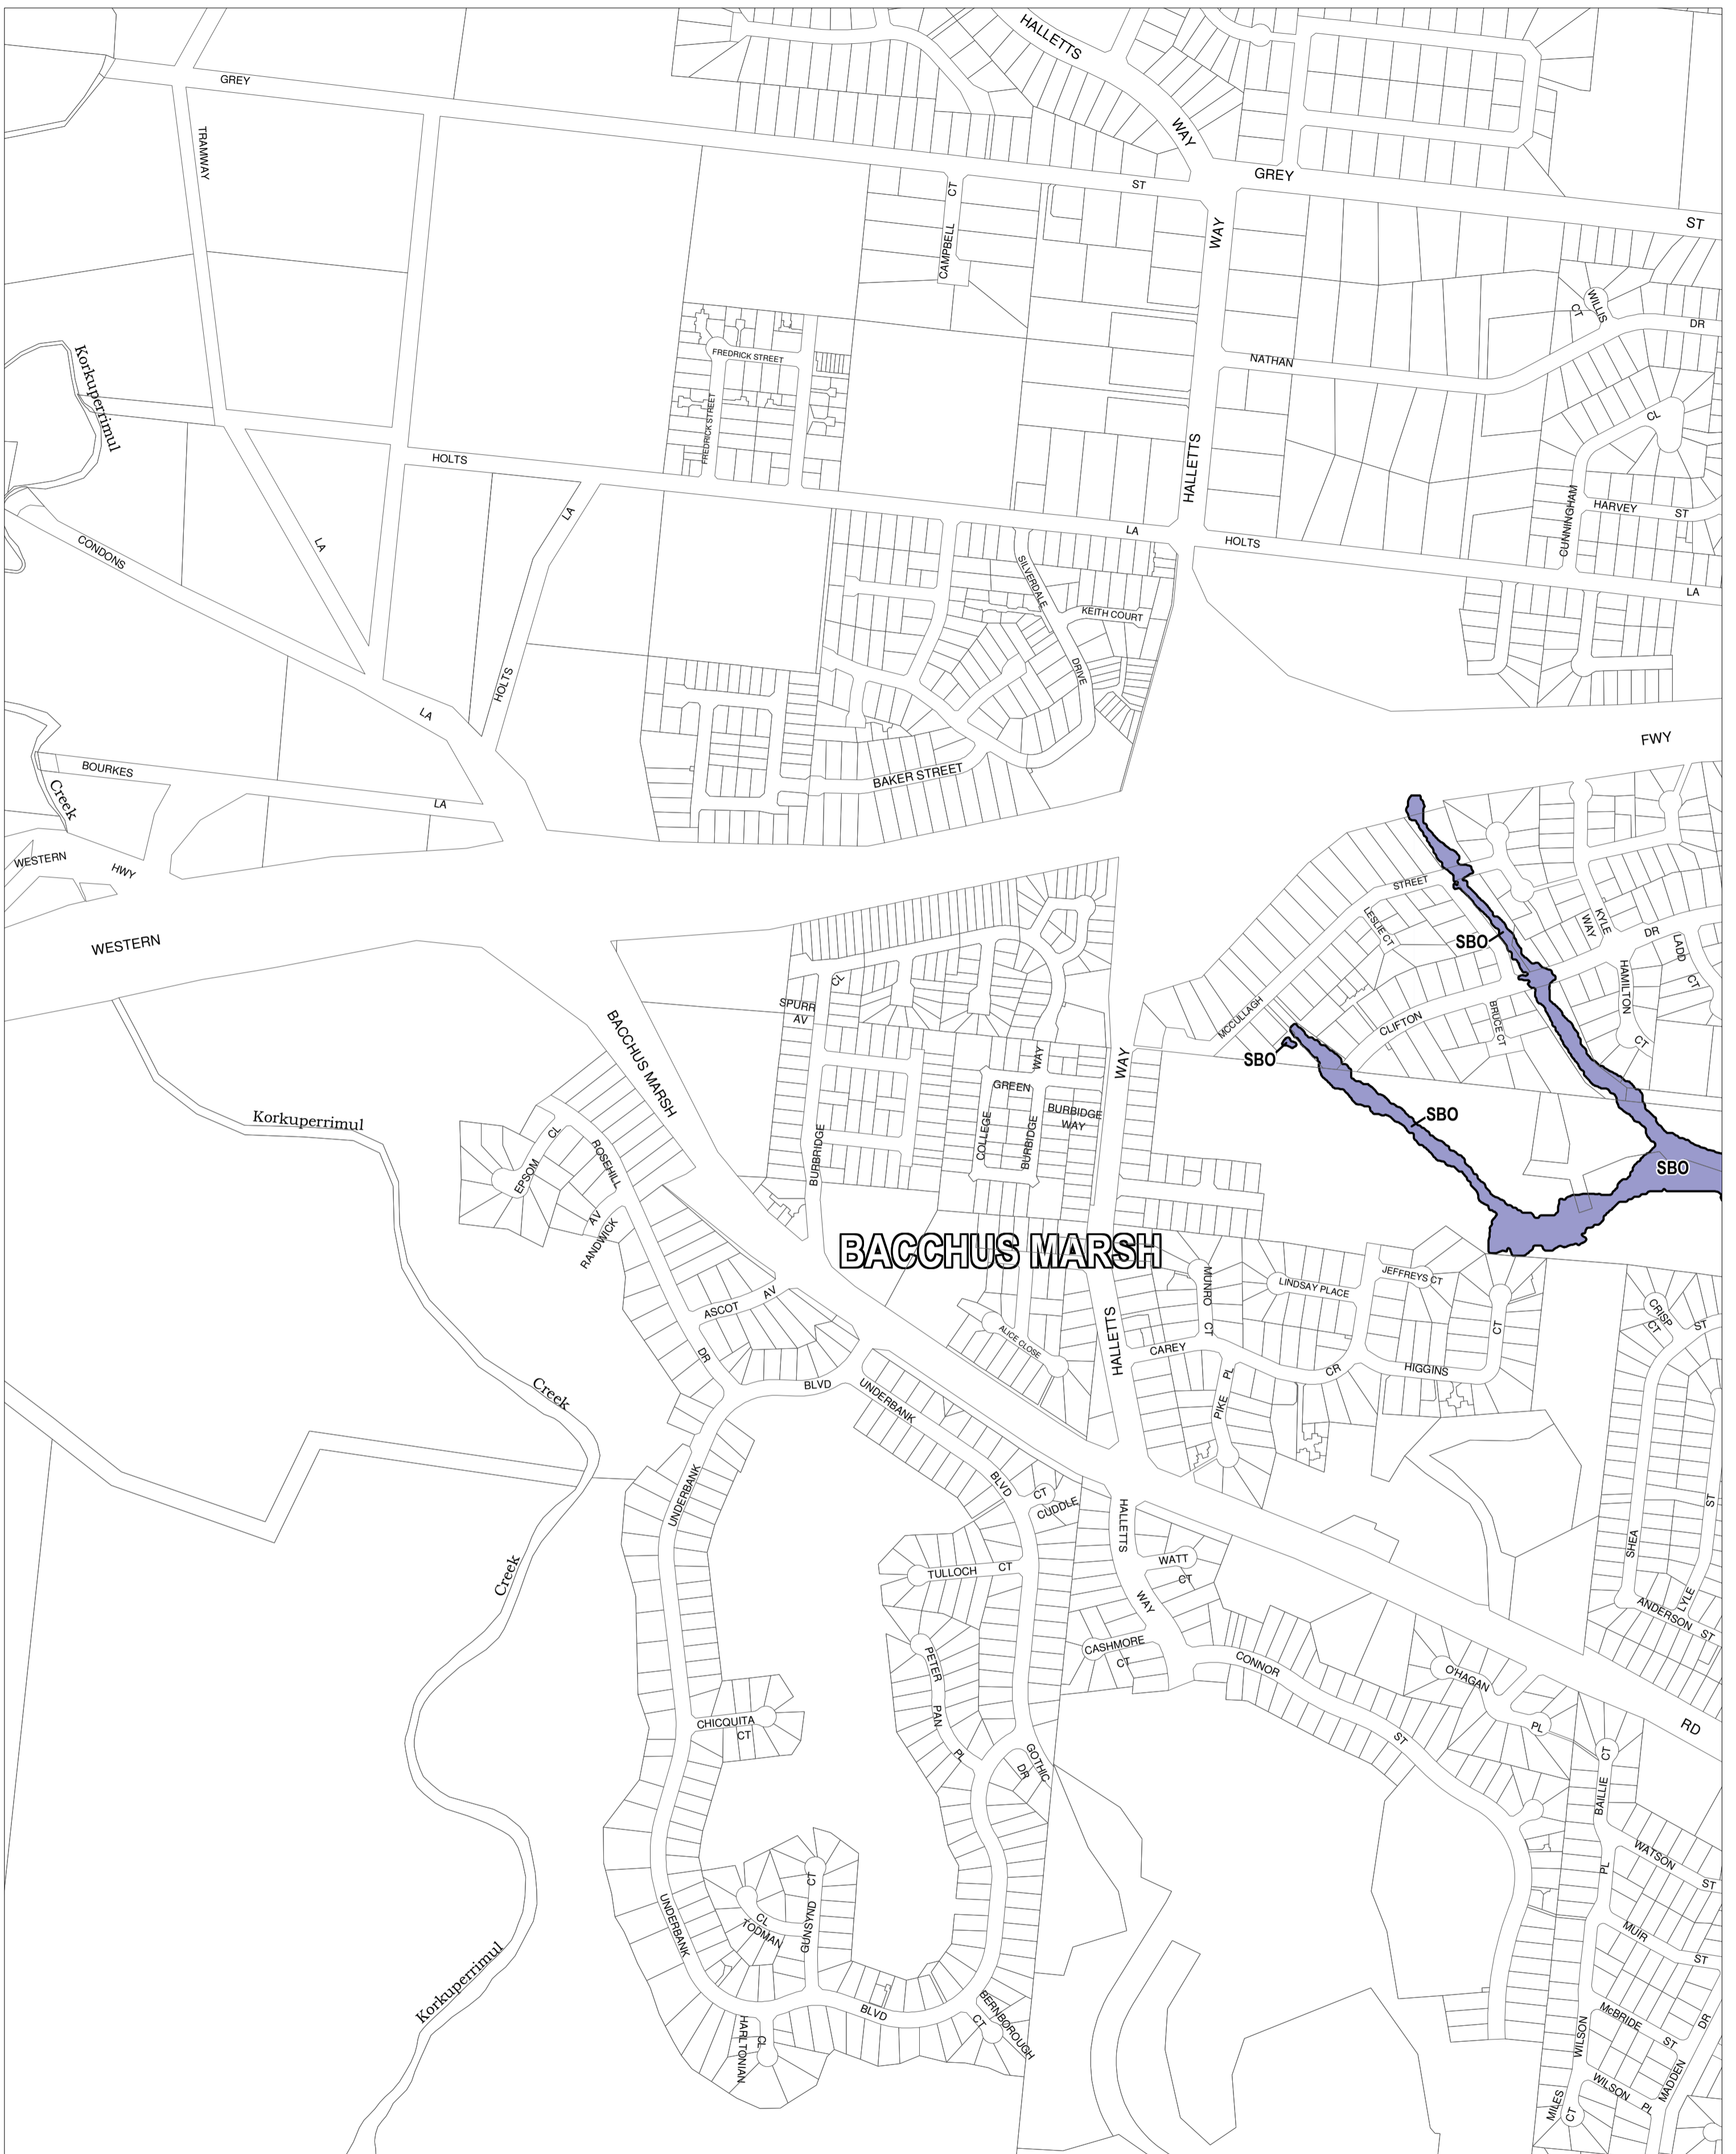 HALLETTS
WAY
GREY
TRAMWAY
GREY
ST
CT
CAMPBELL
WAY
ST
WILLIS
CT
DR
NATHAN
FREDRICK STREET
FREDRICK STREET
Korkuperrimul
CL
HOLTS
HALLETTS
LA
LA
CONDONS
LA
HOLTS
HARVEY
ST
CUNNINGHAM
LA
SILVERDALE
KEITH COURT
DRIVE
HOLTS
LA
FWY
BOURKES
BAKER STREET
Creek
LA
WESTERN
HWY
WESTERN
STREET
LESLIE CT
KYLE
WAY
DR
LADD
CT
SBO
HAMILTON
CT
CL
SPURR
AV
BACCHUS MARSH
MCCULLAGH
CLIFTON
BRUCE CT
SBO
WAY
WAY
GREEN
BURBIDGE
WAY
COLLEGE
BURBIDGE
BURBRIDGE
SBO
SBO
Korkuperrimul
CL
EPSOM
ROSEHILL
AV
RANDWICK
BACCHUS MARSH
MUNRO
CT
LINDSAY PLACE
JEFFREYS CT
CRISP
CT
ST
ASCOT
AV
ALICE CLOSE
HALLETTS
CAREY
CT
DR
BLVD
PL
PIKE
CR
HIGGINS
Creek
UNDERBANK
BLVD
CT
CUDDLE
UNDERBANK
HALLETTS
WAY
ST
SHEA
WATT
CT
TULLOCH
CT
Creek
LYLE
ANDERSON
ST
CASHMORE
CT
CONNOR
PETER
PAN
PL
O'HAGAN
PL
RD
CHICQUITA
CT
GOTHIC
DR
ST
CT
BAILLIE
PL
WATSON
ST
CT
GUNSYND
CL
TODMAN
UNDERBANK
MUIR
ST
Korkuperrimul
BLVD
BERNBOROUGH
CT
HARLTONIAN
CL
McBRIDE
ST
DR
WILSON
MADDEN
WILSON
PL
MILES
CT